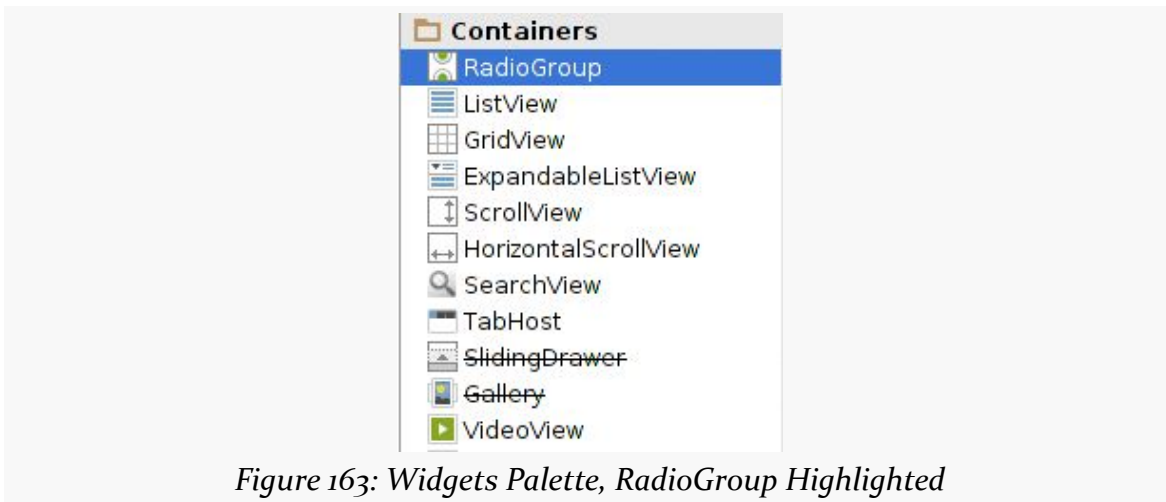 Containers
RadioGroup
ListView
GridView
ExpandableListView
ScrollView
HorizontalScrollView
SearchView
TabHost
SlidingDrawer
Gallery
VideoView
Figure 163: Widgets Palette, RadioGroup Highlighted